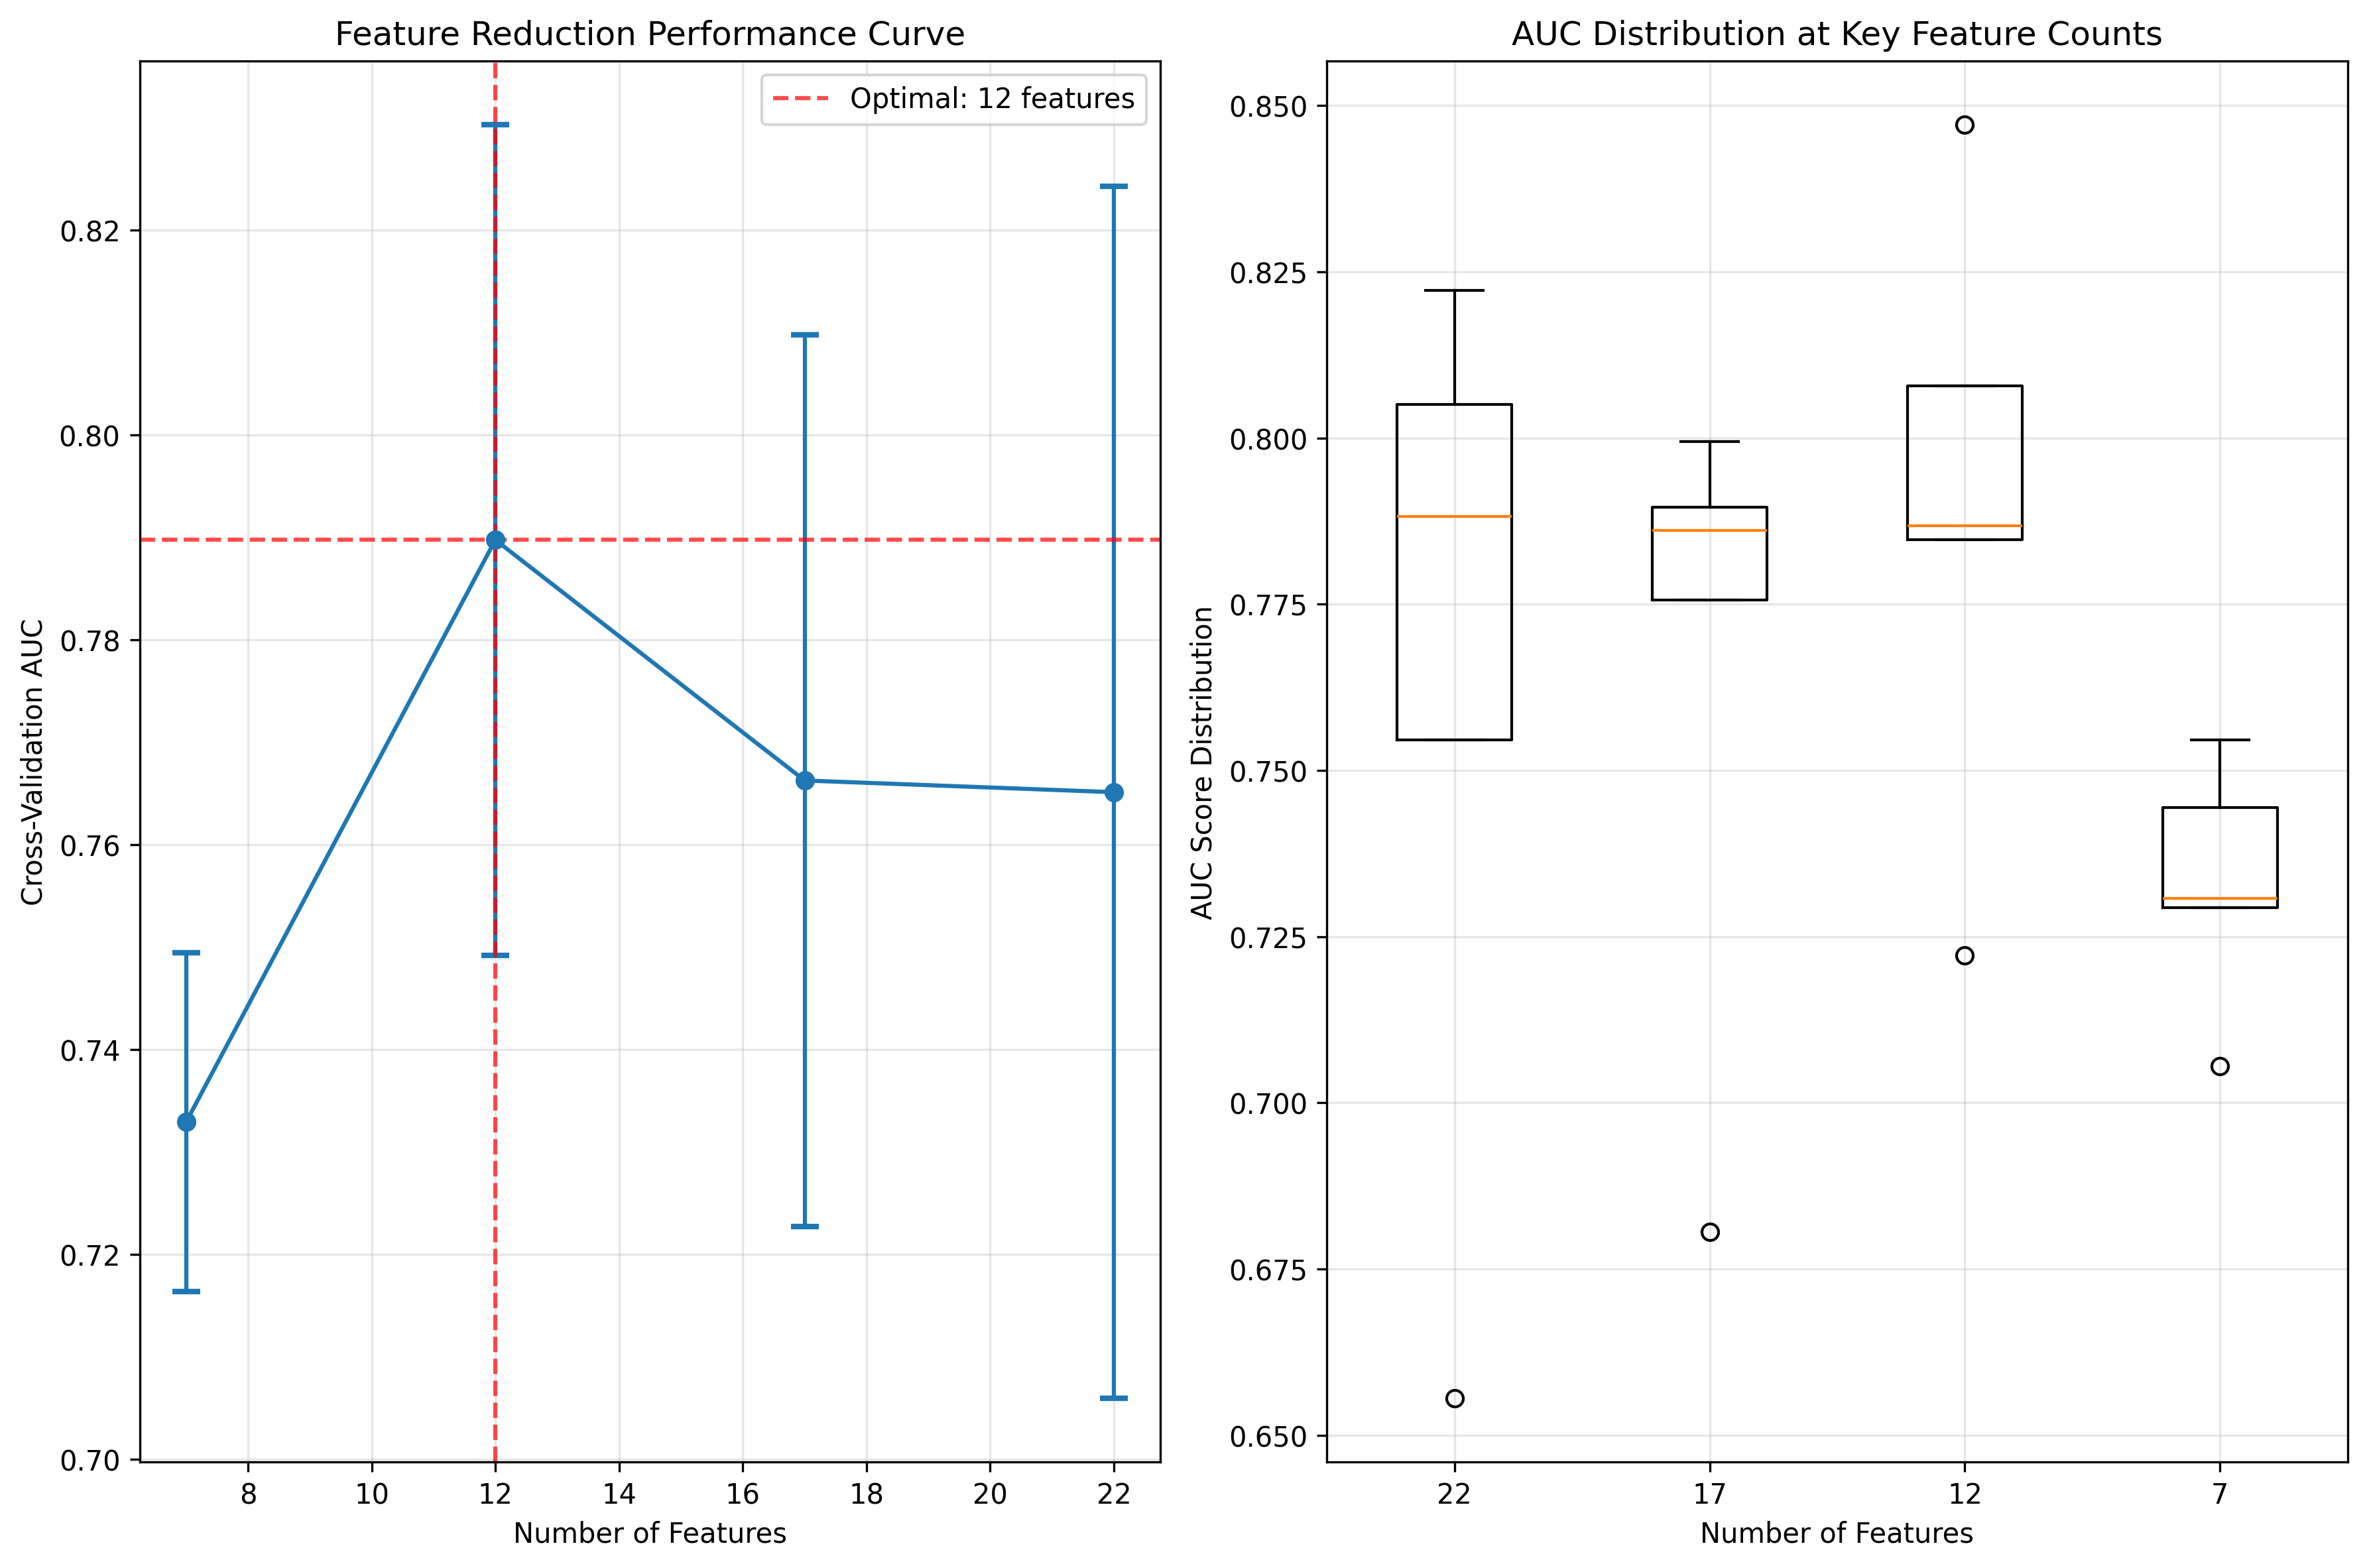 Feature Reduction Performance Curve
Optimal: 12 features
0.82
0.80
0.78
0.76
0.74
0.72
0.70
Cross-Validation AUC
8 10 12 14 16 18 20 22
Number of Features
AUC Distribution at Key Feature Counts
0.850
0.825
0.800
0.775
0.750
0.725
0.700
0.675
0.650
AUC Score Distribution
22 17 12 7
Number of Features